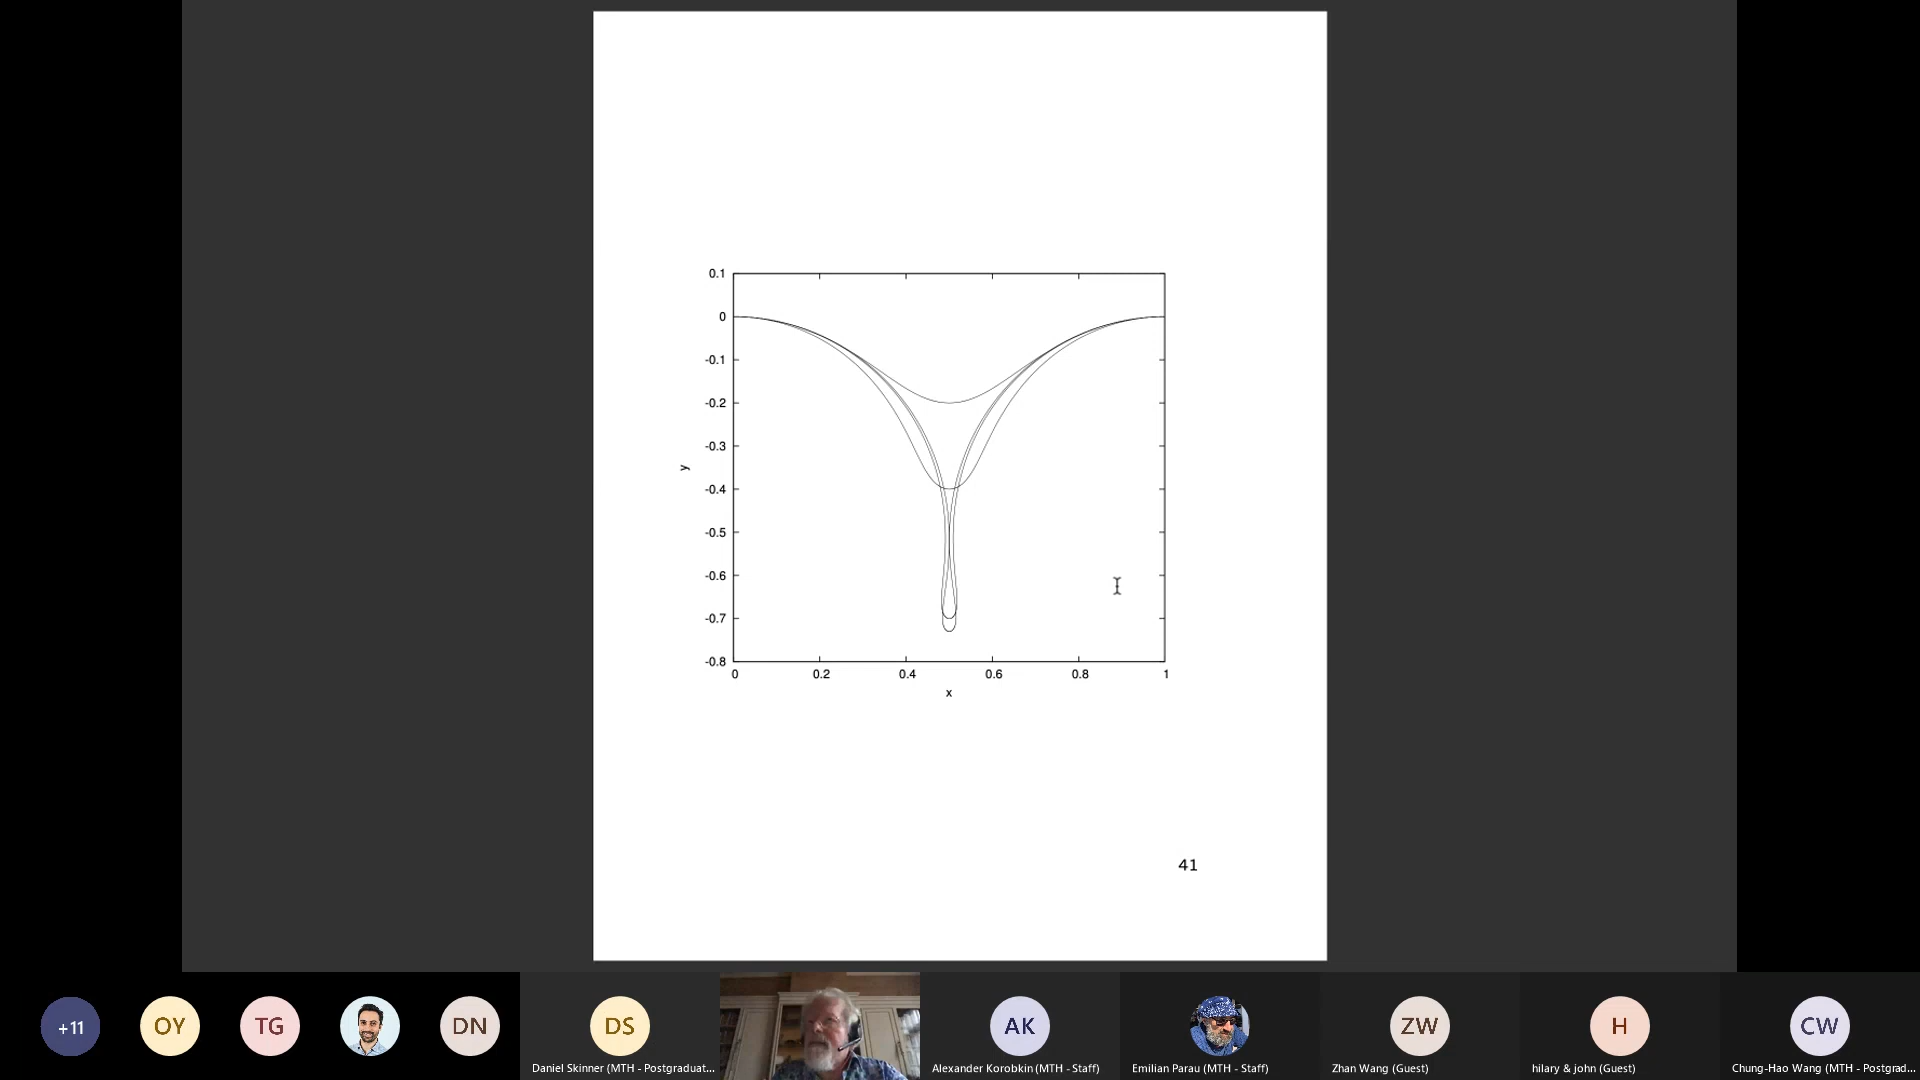 0.1
0
-0.1
-0.2
-0.3
-0.4
-0.5
-0.6
-0.7
-0.8
y
0 0.2 0.4 0.6 0.8 1
x
41
+11 OY TG DN DS AK ZW H CW
Daniel Skinner (MTH - Postgraduat... Alexander Korobkin (MTH - Staff) Emilian Parau (MTH - Staff) Zhan Wang (Guest) hilary & john (Guest) Chung-Hao Wang (MTH - Postgrad...